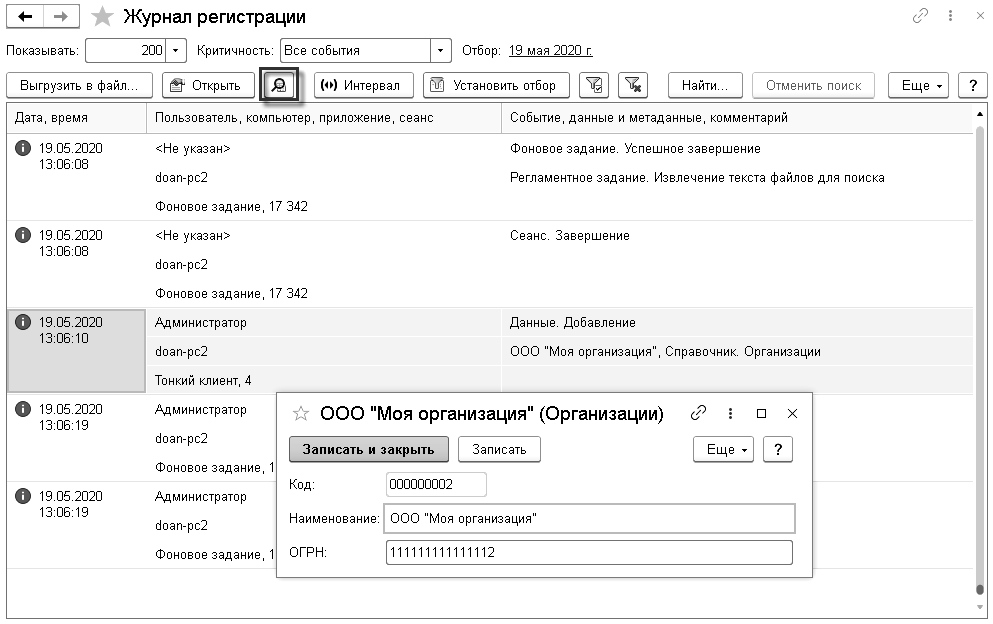 Журнал регистрации
Показывать: 200 Критичность: Все события Отбор: 19 мая 2020 г.
Выгрузить в файл... Открыть Интервал Установить отбор Найти... Отменить поиск Еще ?
Дата, время Пользователь, компьютер, приложение, сеанс Событие, данные и метаданные, комментарий
19.05.2020 <Не указан> Фоновое задание. Успешное завершение
13:06:08
doan-pc2 Регламентное задание. Извлечение текста файлов для поиска
Фоновое задание, 17 342
19.05.2020 <Не указан> Сеанс. Завершение
13:06:08
doan-pc2
Фоновое задание, 17 342
19.05.2020 Администратор Данные. Добавление
13:06:10
doan-pc2 ООО "Моя организация", Справочник. Организации
Тонкий клиент, 4
19.05.2020 Администратор
13:06:19
doan-pc2
Фоновое задание, 1
19.05.2020 Администратор
13:06:19
doan-pc2
Фоновое задание, 1
ООО "Моя организация" (Организации)
Записать и закрыть Записать Еще ?
Код: 000000002
Наименование: ООО "Моя организация"
ОГРН: 111111111111112